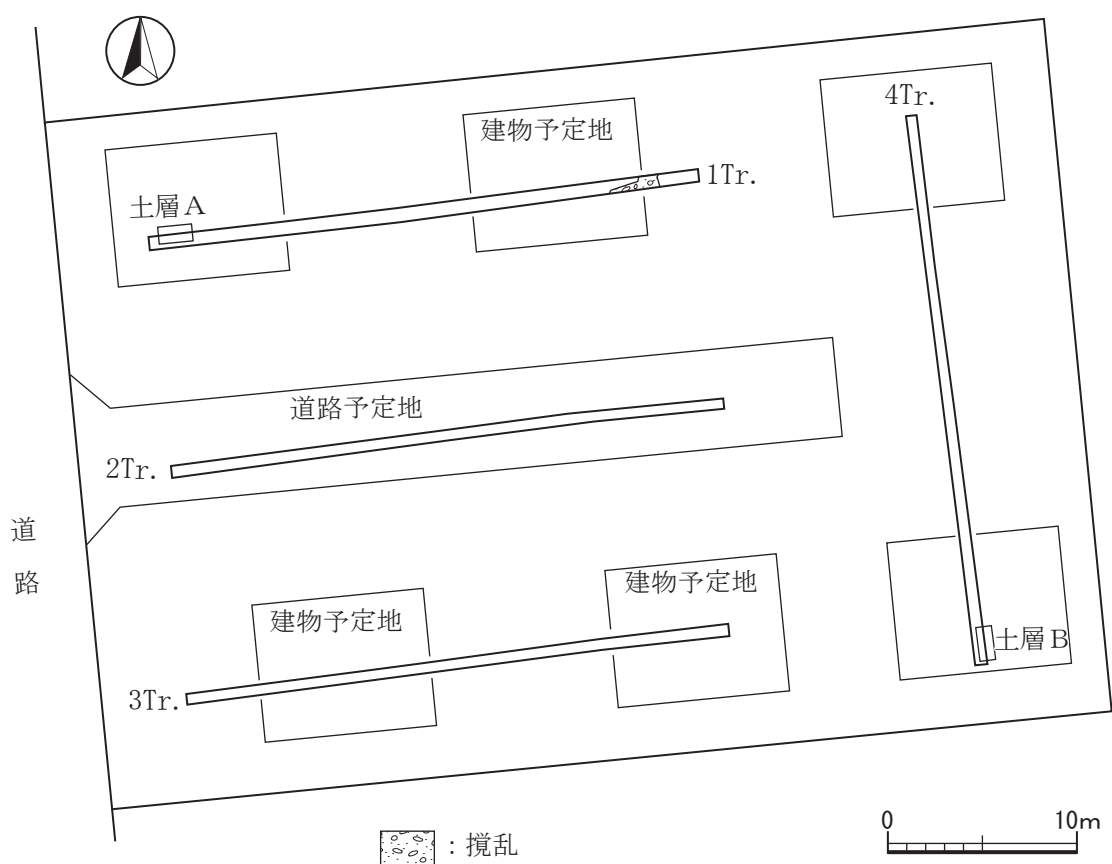 4Tr.
建物予定地
1Tr.
土層A
道路予定地
2Tr.
道路
建物予定地
建物予定地
土層B
3Tr.
0 10m
：撹乱